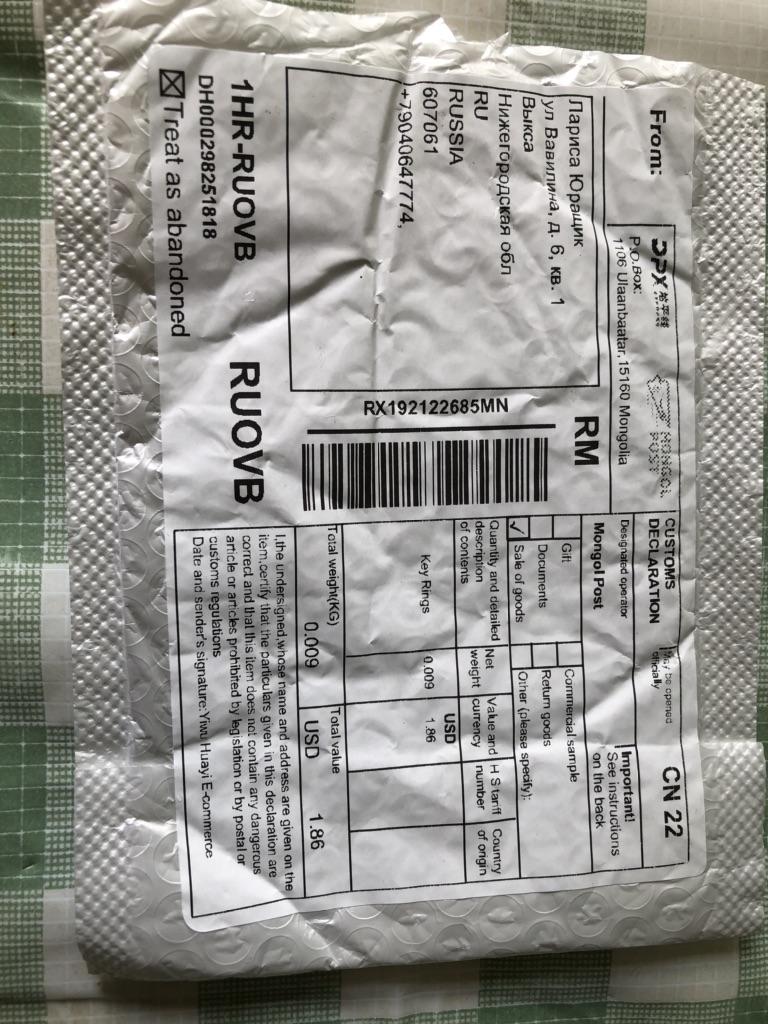 From:
DPX
MONGOL
POST
P.O.Box:
1106 Ulaanbaatar, 15160 Mongolia
Лариса Юращик
ул Вавилина, д. 6, кв. 1
Выкса
Нижегородская обл
RU
RUSSIA
607061
+79040647774,
RM
RX192122685MN
1HR-RUOVB
DH000298251818
☒ Treat as abandoned
RUOVB
CUSTOMS
DECLARATION
May be opened
officially
CN 22
Designated operator
Mongol Post
Important!
See instructions
on the back
Gift
Commercial sample
Documents
Return goods
✓ Sale of goods
Other (please specify):
Quantity and detailed
description
of contents
Net
weight
Value and
currency
H S tariff
number
Country
of origin
USD
Key Rings
0.009
1.86
Total weight(KG)
0.009
Total value
USD
1.86
I,the undersigned,whose name and address are given on the
item,certify that the particulars given in this declaration are
correct and that this item does not contain any dangerous
article or articles prohibited by legislation or by postal or
customs regulations
Date and sender's signature:Yiwu Huayi E-commerce